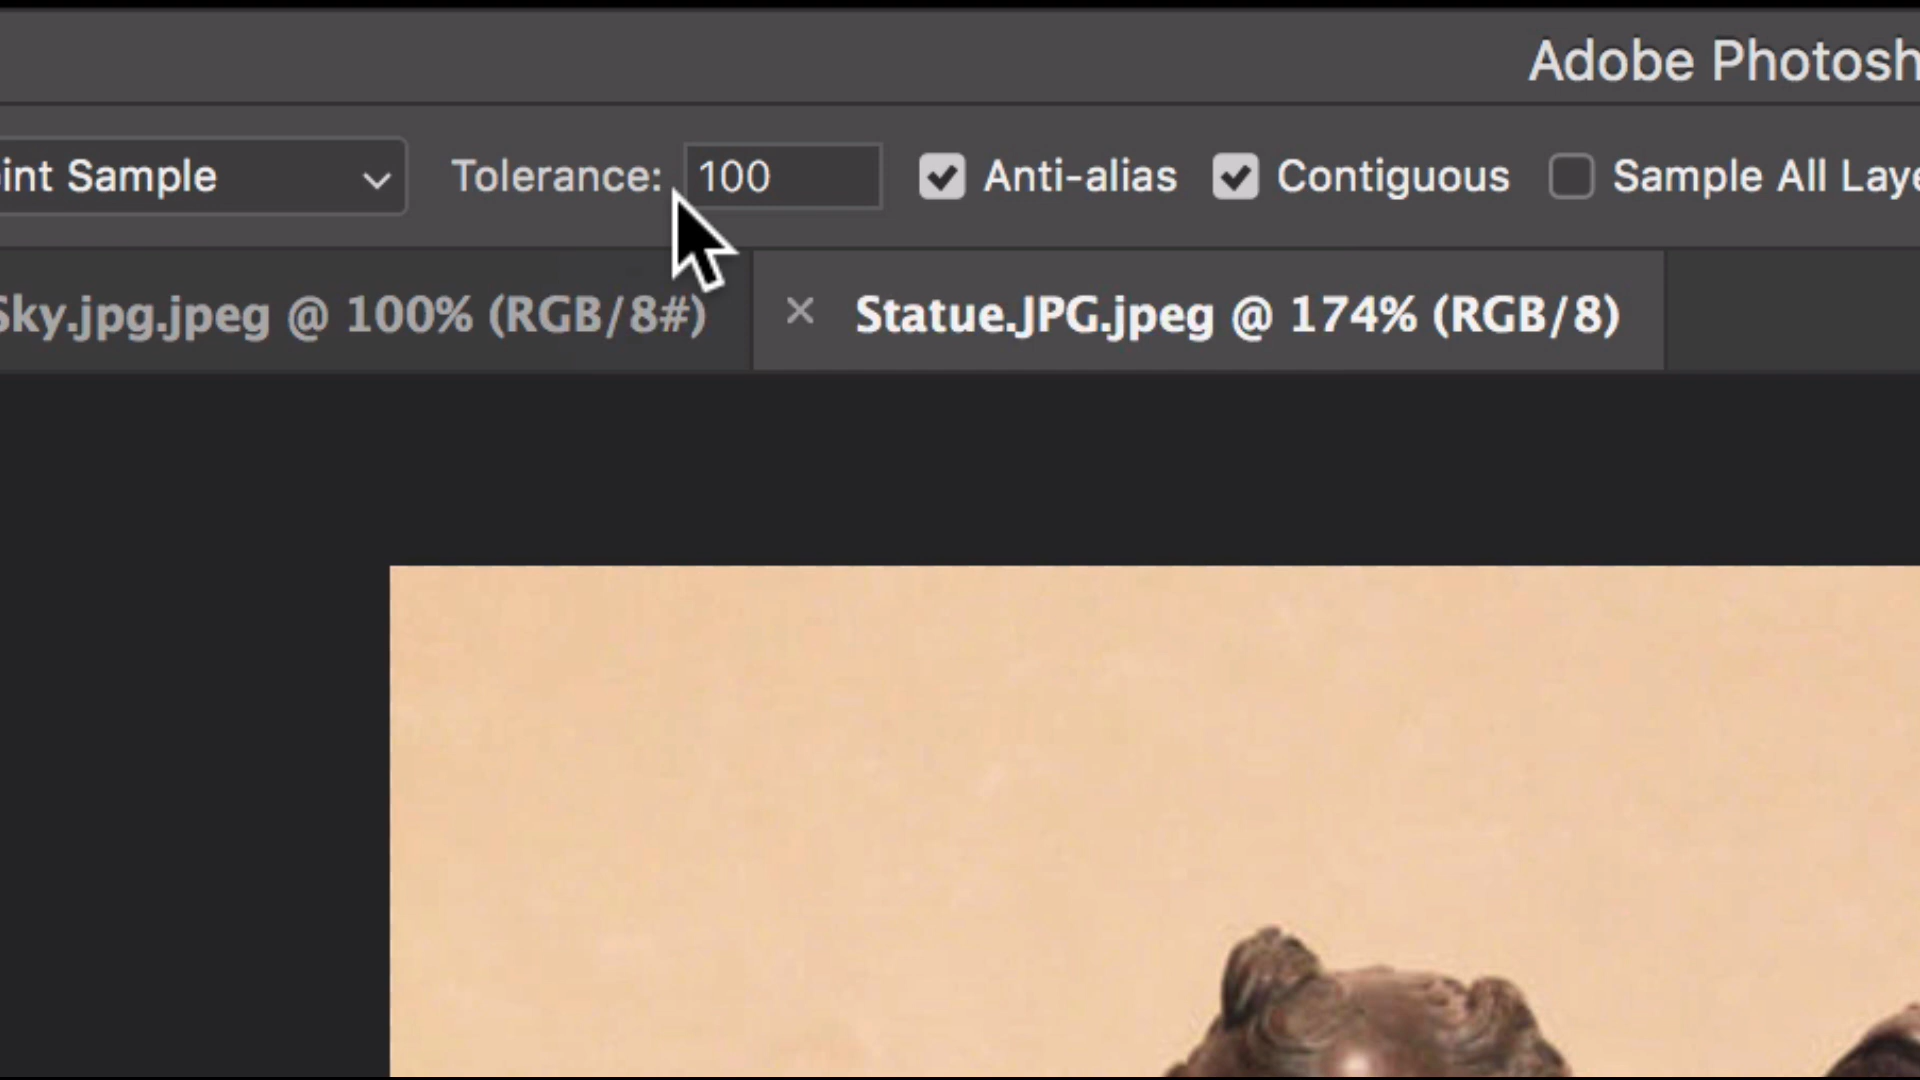 Adobe Photosh
int Sample Tolerance: 100 Anti-alias Contiguous Sample All Laye
Sky.jpg.jpeg @ 100% (RGB/8#) × Statue.JPG.jpeg @ 174% (RGB/8)